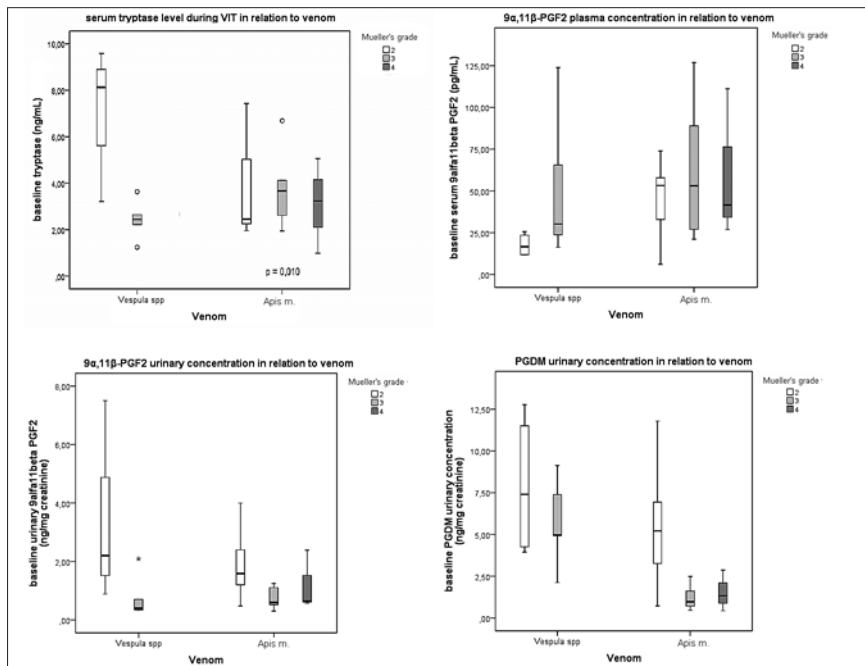 serum tryptase level during VIT in relation to venom
Mueller's grade
2
3
4
baseline tryptase (ng/mL)
10,00
8,00
6,00
4,00
2,00
,00
p = 0,010
Vespula spp
Apis m.
Venom
9α,11β-PGF2 plasma concentration in relation to venom
Mueller's grade
2
3
4
baseline serum 9alfa11beta PGF2 (pg/mL)
125,00
100,00
75,00
50,00
25,00
,00
Vespula spp
Apis m.
Venom
9α,11β-PGF2 urinary concentration in relation to venom
Mueller's grade
2
3
4
baseline urinary 9alfa11beta PGF2
(ng/mg creatinine)
8,00
6,00
4,00
2,00
,00
Vespula spp
Apis m.
Venom
PGDM urinary concentration in relation to venom
Mueller's grade
2
3
4
baseline PGDM urinary concentration
(ng/mg creatinine)
12,50
10,00
7,50
5,00
2,50
,00
Vespula spp
Apis m.
Venom